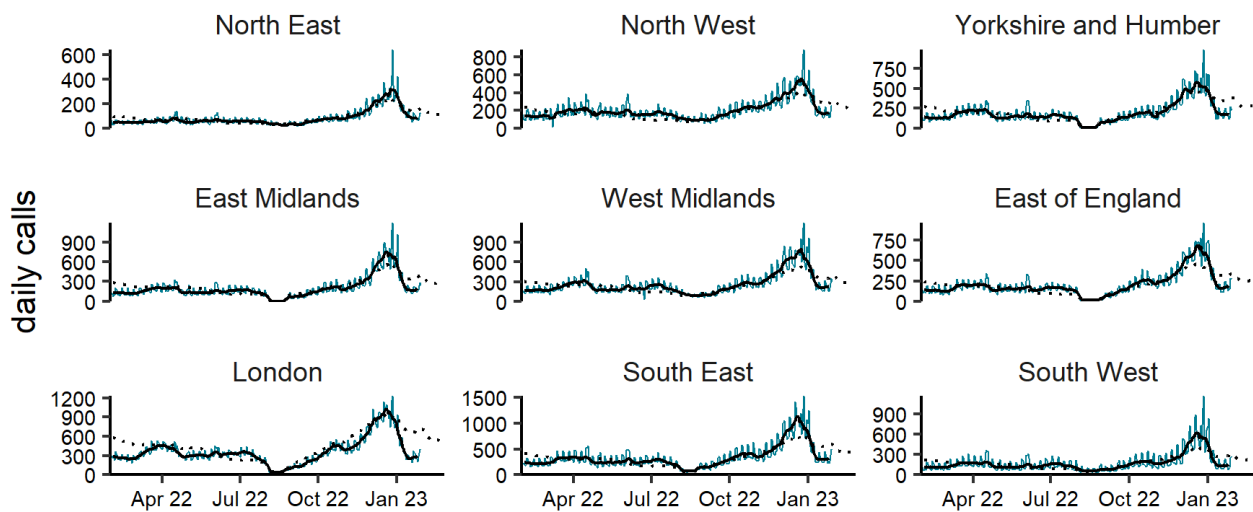 North East
North West
Yorkshire and Humber
600
400
200
0
800
600
400
200
0
750
500
250
0
East Midlands
West Midlands
East of England
daily calls
900
600
300
0
900
600
300
0
750
500
250
0
London
South East
South West
1200
900
600
300
0
1500
1000
500
0
900
600
300
0
Apr 22 Jul 22 Oct 22 Jan 23
Apr 22 Jul 22 Oct 22 Jan 23
Apr 22 Jul 22 Oct 22 Jan 23